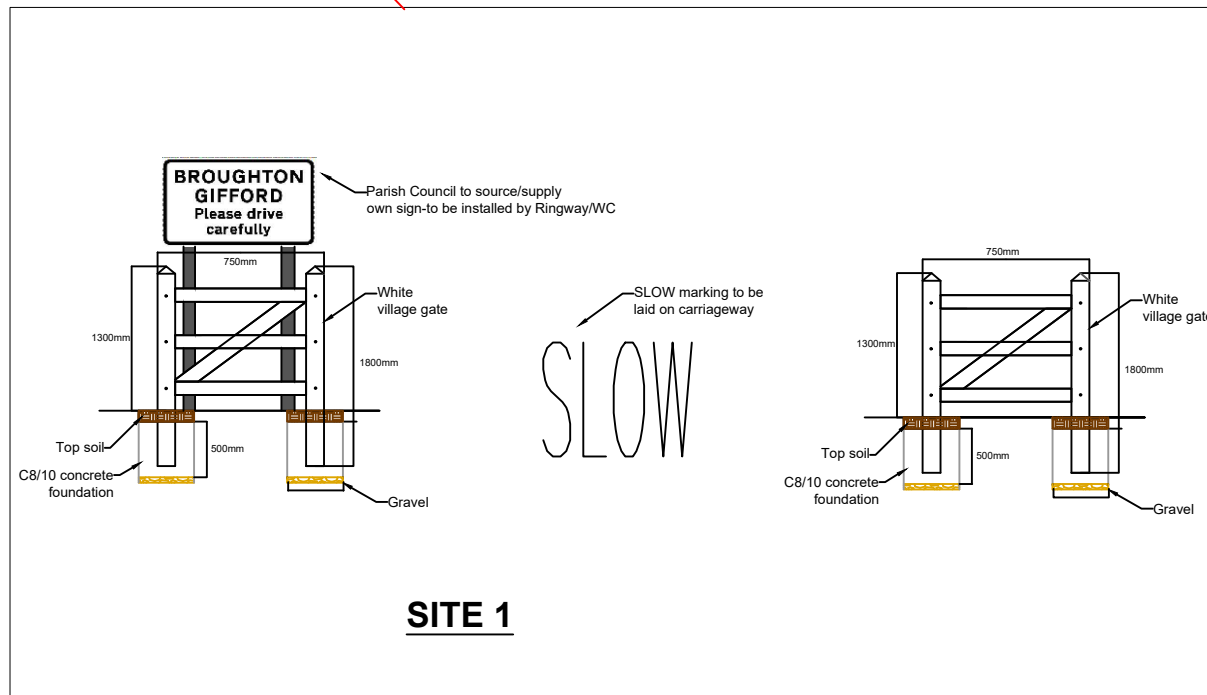 BROUGHTON
GIFFORD
Please drive
carefully
Parish Council to source/supply
own sign-to be installed by Ringway/WC
750mm
White
village gate
1300mm
1800mm
Top soil
500mm
C8/10 concrete
foundation
Gravel
SLOW marking to be
laid on carriageway
SLOW
750mm
White
village gate
1300mm
1800mm
Top soil
500mm
C8/10 concrete
foundation
Gravel
SITE 1